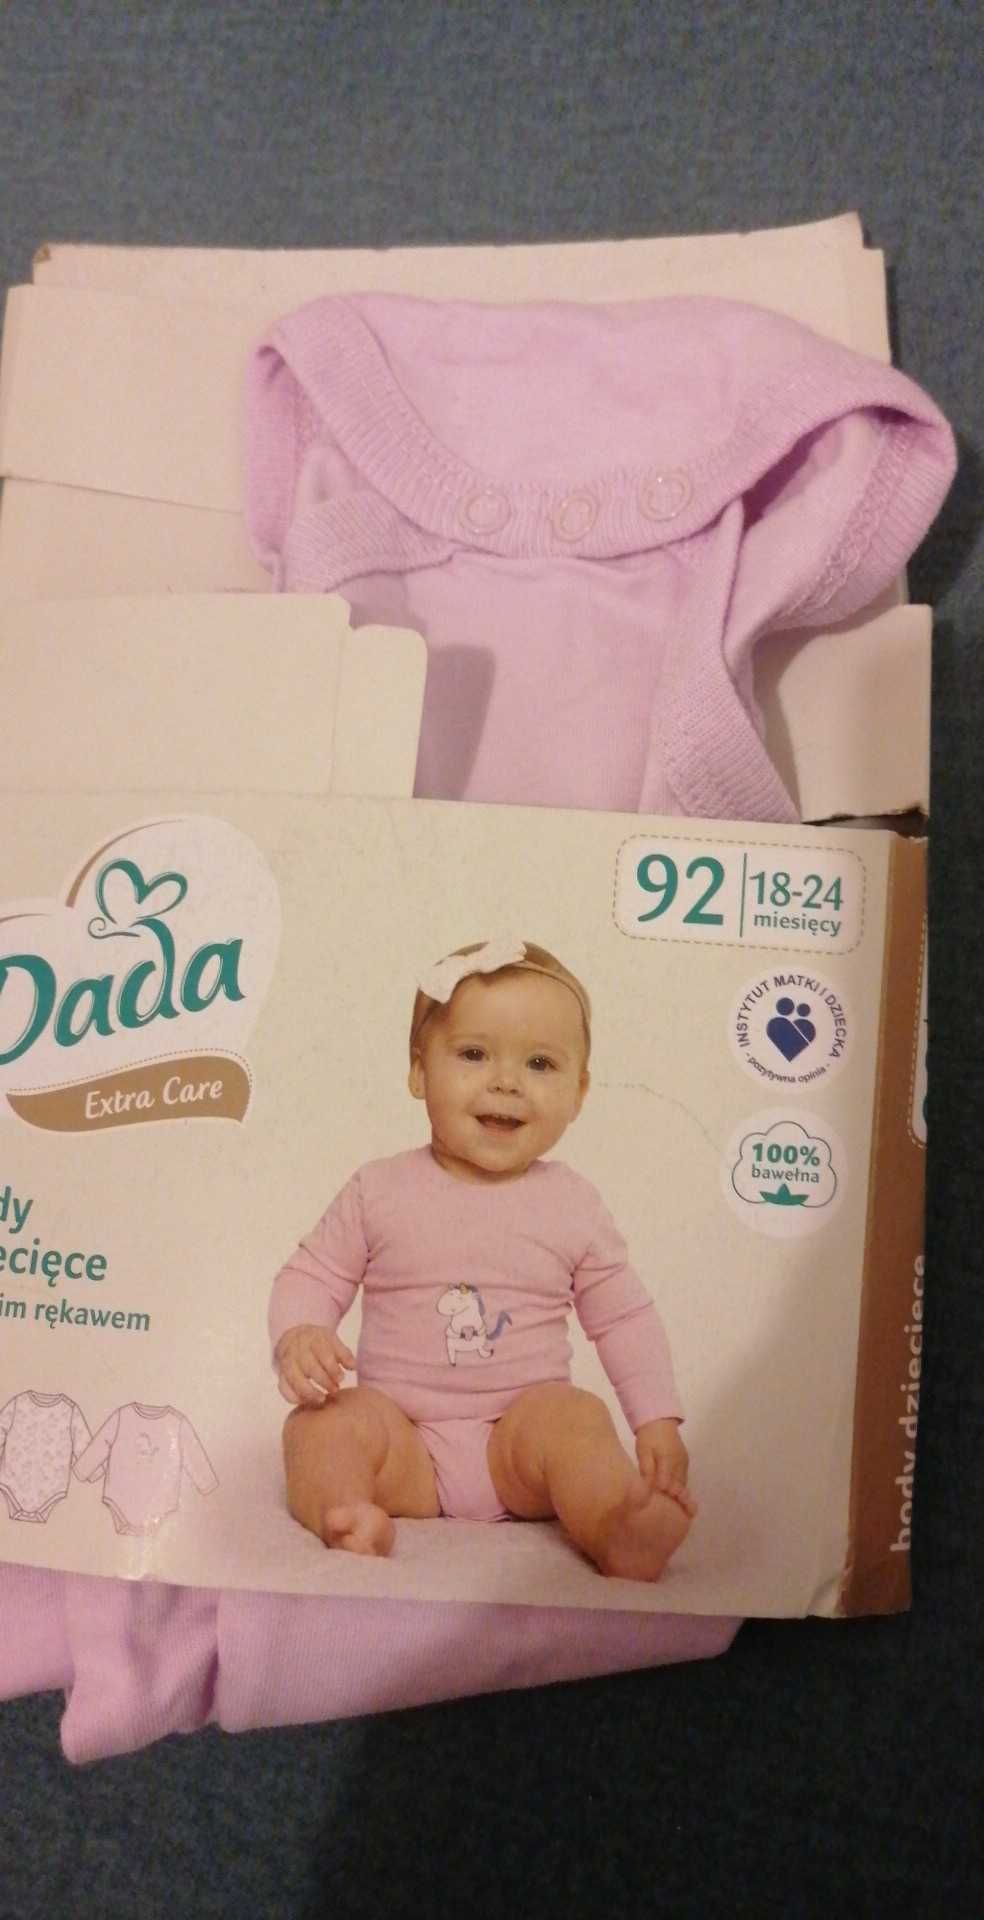 92
18-24
miesięcy
Dada
Extra Care
INSTYTUT MATKI I DZIECKA
- pozytywna opinia -
100%
bawełna
dy
ecięce
im rękawem
body dziecięce